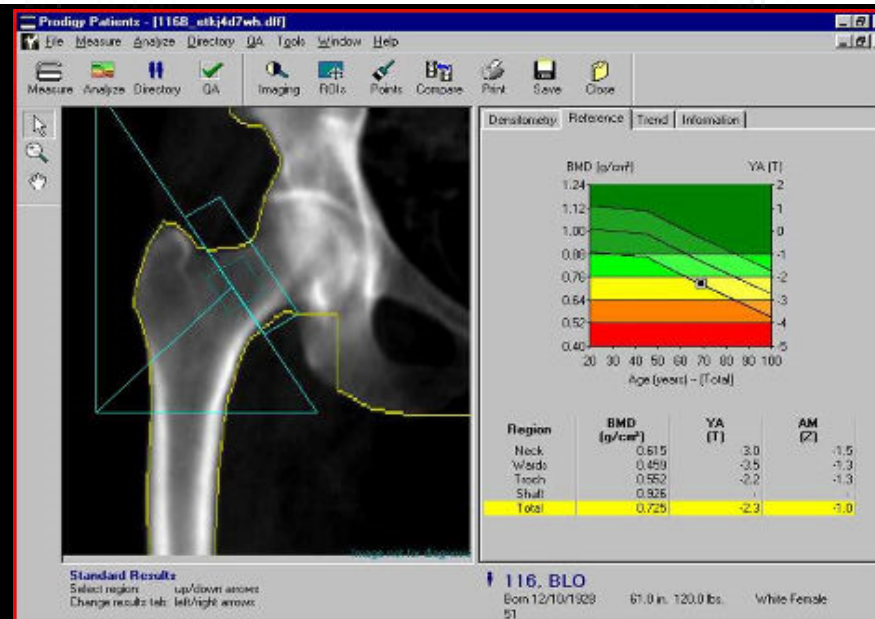 Prodigy Patients - [1168_etkj4d7wh.dff]
File Measure Analyze Directory QA Tools Window Help
Measure Analyze Directory QA Imaging ROIs Points Compare Print Save Close
Densitometry Reference Trend Information
BMD (g/cm²) YA (T)
1.24 2
1.12 1
1.00 0
0.88 -1
0.76 -2
0.64 -3
0.52 -4
0.40 -5
20 30 40 50 60 70 80 90 100
Age (years) - (Total)
Region BMD (g/cm²) YA (T) AM (Z)
Neck 0.615 -3.0 -1.5
Wards 0.459 -3.5 -1.3
Troch 0.552 -2.2 -1.3
Shaft 0.926 - -
Total 0.725 -2.3 -1.0
Image not for diagnosis
Standard Results
Select region: up/down arrows
Change results tab: left/right arrows
116, BLO
Born 12/10/1928 61.0 in. 120.0 lbs. White Female
51